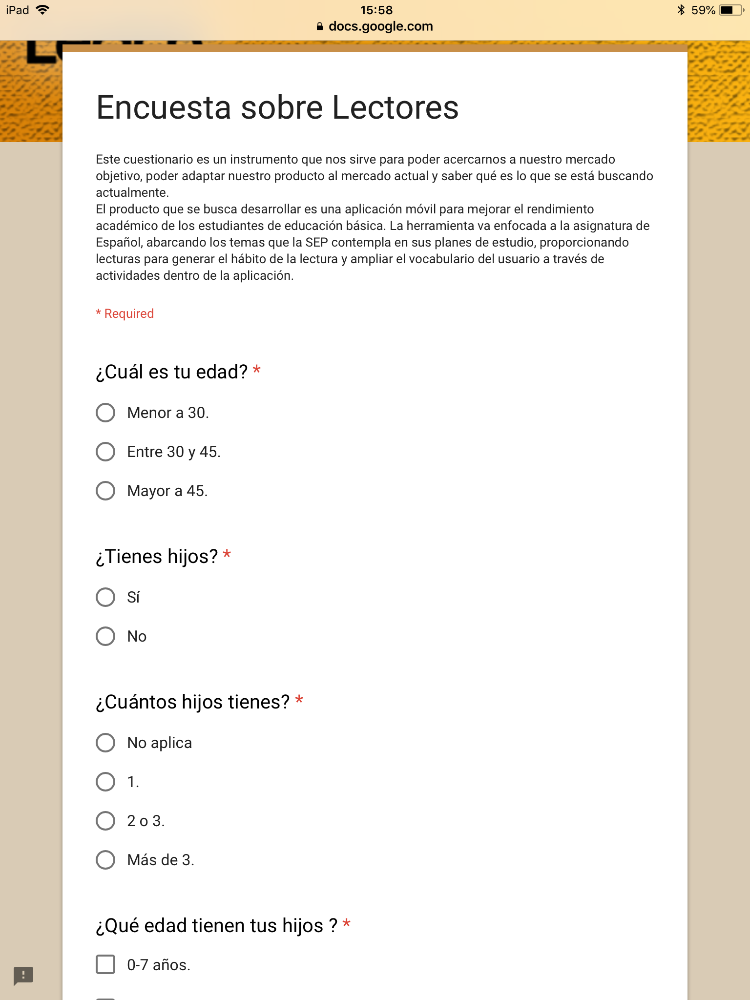 iPad
15:58
59%
docs.google.com
Encuesta sobre Lectores
Este cuestionario es un instrumento que nos sirve para poder acercarnos a nuestro mercado
objetivo, poder adaptar nuestro producto al mercado actual y saber qué es lo que se está buscando
actualmente.
El producto que se busca desarrollar es una aplicación móvil para mejorar el rendimiento
académico de los estudiantes de educación básica. La herramienta va enfocada a la asignatura de
Español, abarcando los temas que la SEP contempla en sus planes de estudio, proporcionando
lecturas para generar el hábito de la lectura y ampliar el vocabulario del usuario a través de
actividades dentro de la aplicación.
* Required
¿Cuál es tu edad? *
Menor a 30.
Entre 30 y 45.
Mayor a 45.
¿Tienes hijos? *
Sí
No
¿Cuántos hijos tienes? *
No aplica
1.
2 o 3.
Más de 3.
¿Qué edad tienen tus hijos ? *
0-7 años.